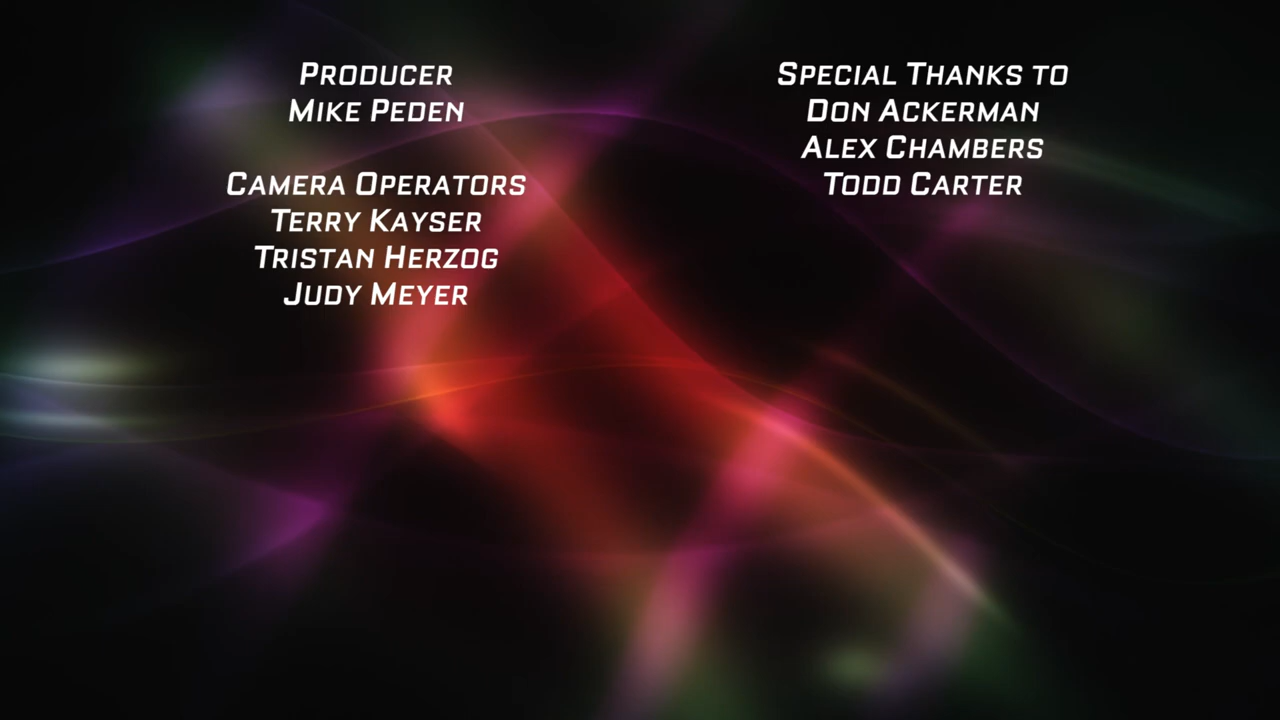 Producer
Mike Peden
Camera Operators
Terry Kayser
Tristan Herzog
Judy Meyer
Special Thanks to
Don Ackerman
Alex Chambers
Todd Carter